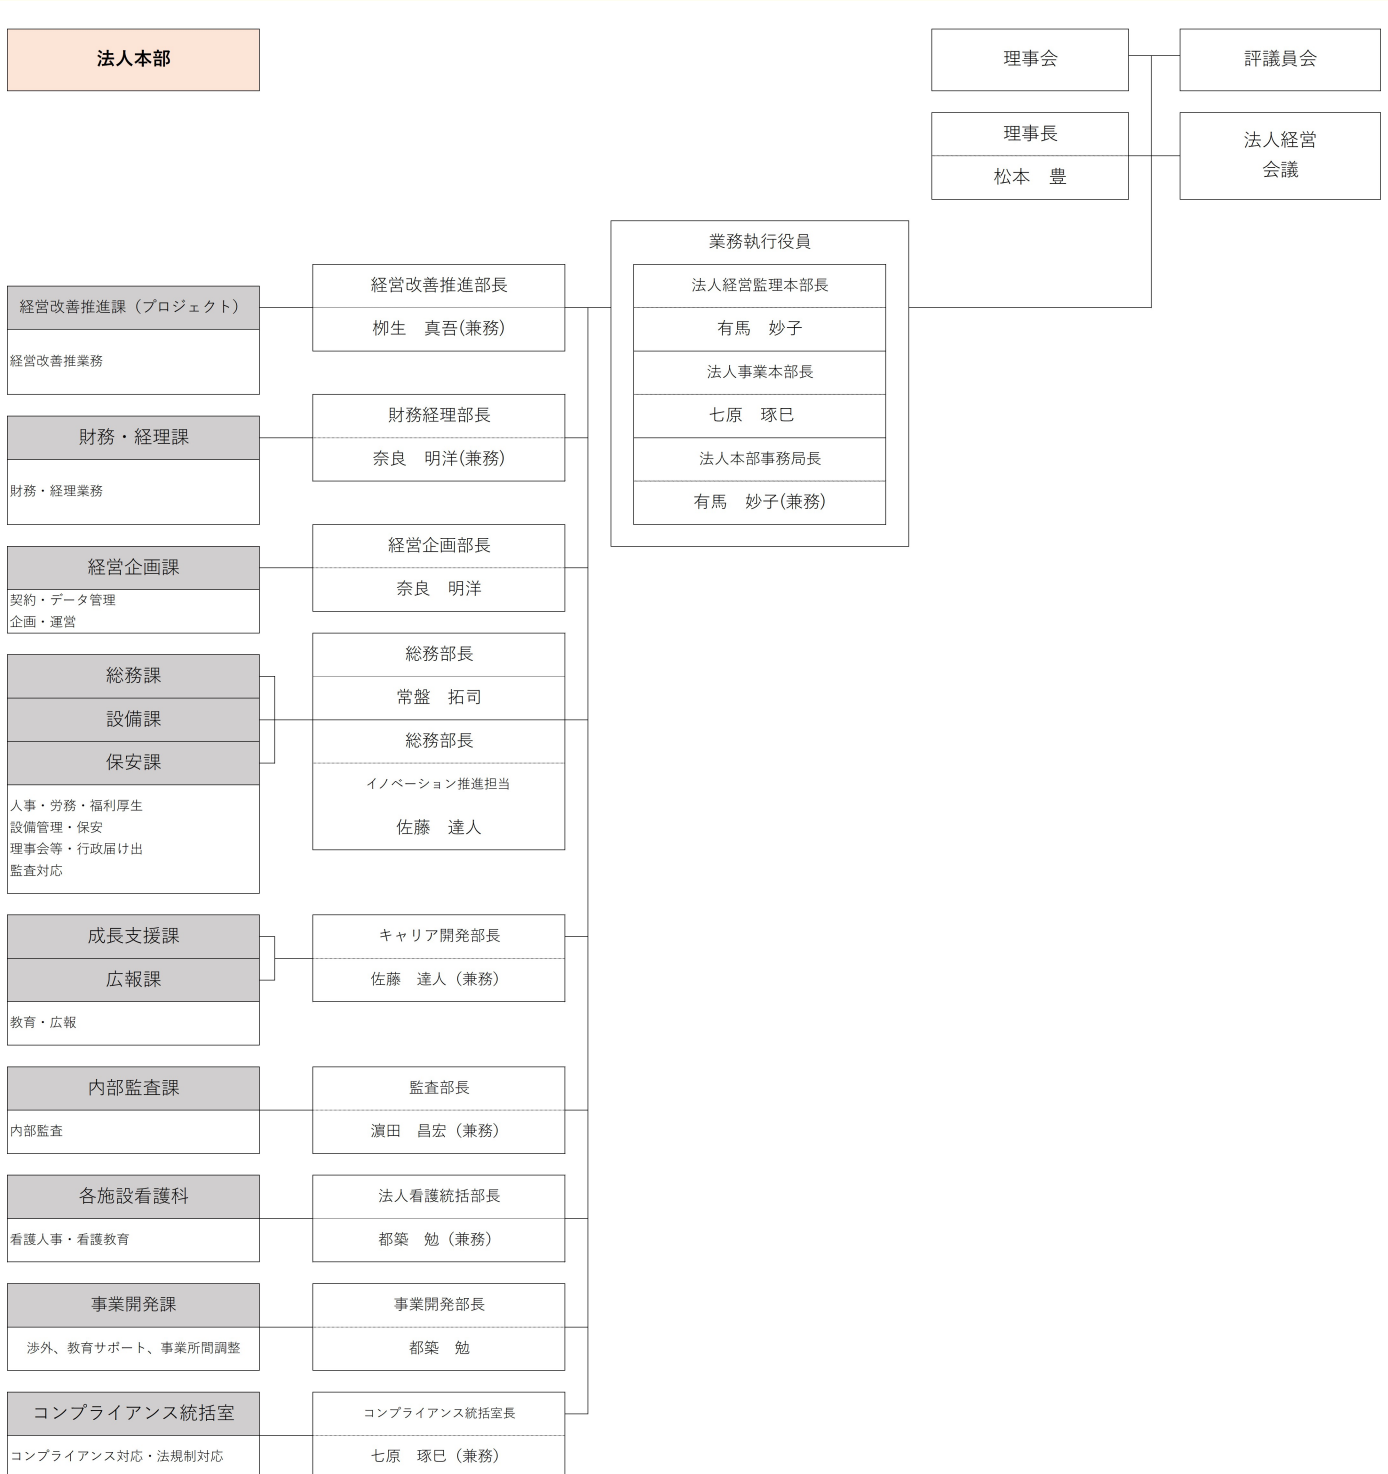 法人本部
理事会
評議員会
理事長
松本　豊
法人経営
会議
業務執行役員
法人経営監理本部長
有馬　妙子
法人事業本部長
七原　琢巳
法人本部事務局長
有馬　妙子(兼務)
経営改善推進課（プロジェクト）
経営改善推業務
経営改善推進部長
栁生　真吾(兼務)
財務・経理課
財務・経理業務
財務経理部長
奈良　明洋(兼務)
経営企画課
契約・データ管理
企画・運営
経営企画部長
奈良　明洋
総務課
設備課
保安課
人事・労務・福利厚生
設備管理・保安
理事会等・行政届け出
監査対応
総務部長
常盤　拓司
総務部長
イノベーション推進担当
佐藤　達人
成長支援課
広報課
教育・広報
キャリア開発部長
佐藤　達人（兼務）
内部監査課
内部監査
監査部長
濵田　昌宏（兼務）
各施設看護科
看護人事・看護教育
法人看護統括部長
都築　勉（兼務）
事業開発課
渉外、教育サポート、事業所間調整
事業開発部長
都築　勉
コンプライアンス統括室
コンプライアンス対応・法規制対応
コンプライアンス統括室長
七原　琢巳（兼務）